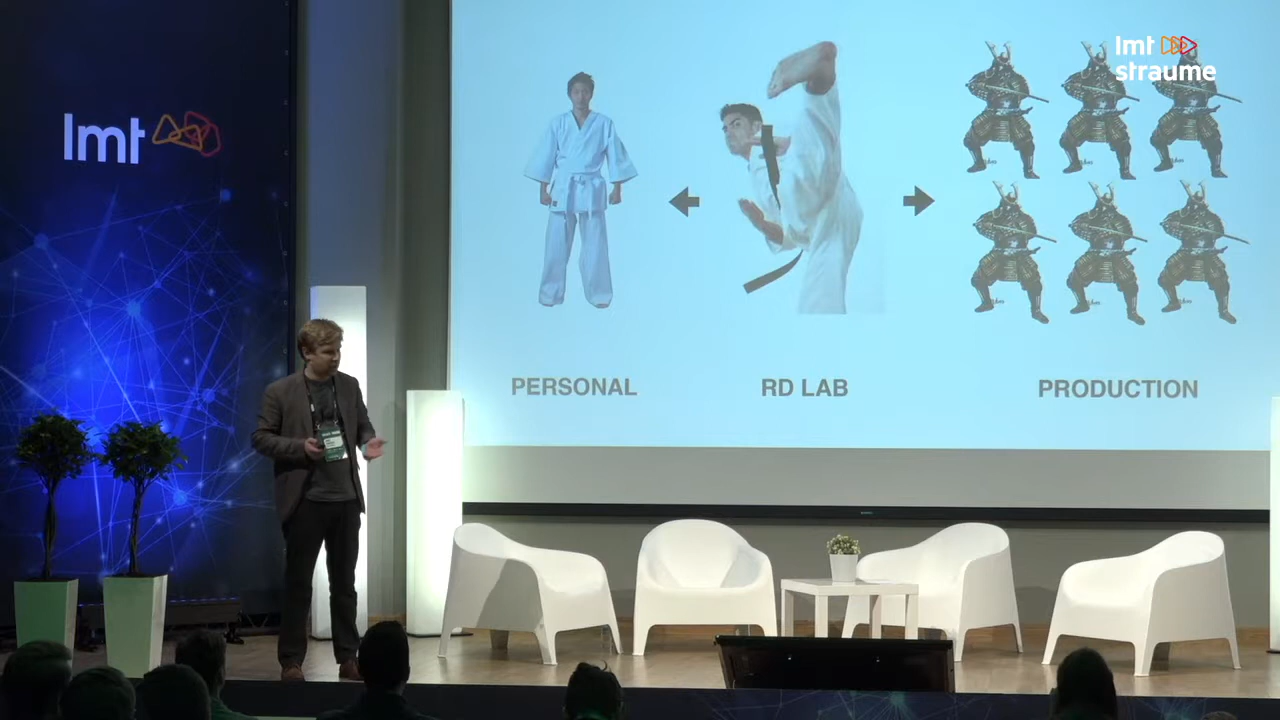 lmt
lmt
straume
PERSONAL
RD LAB
PRODUCTION